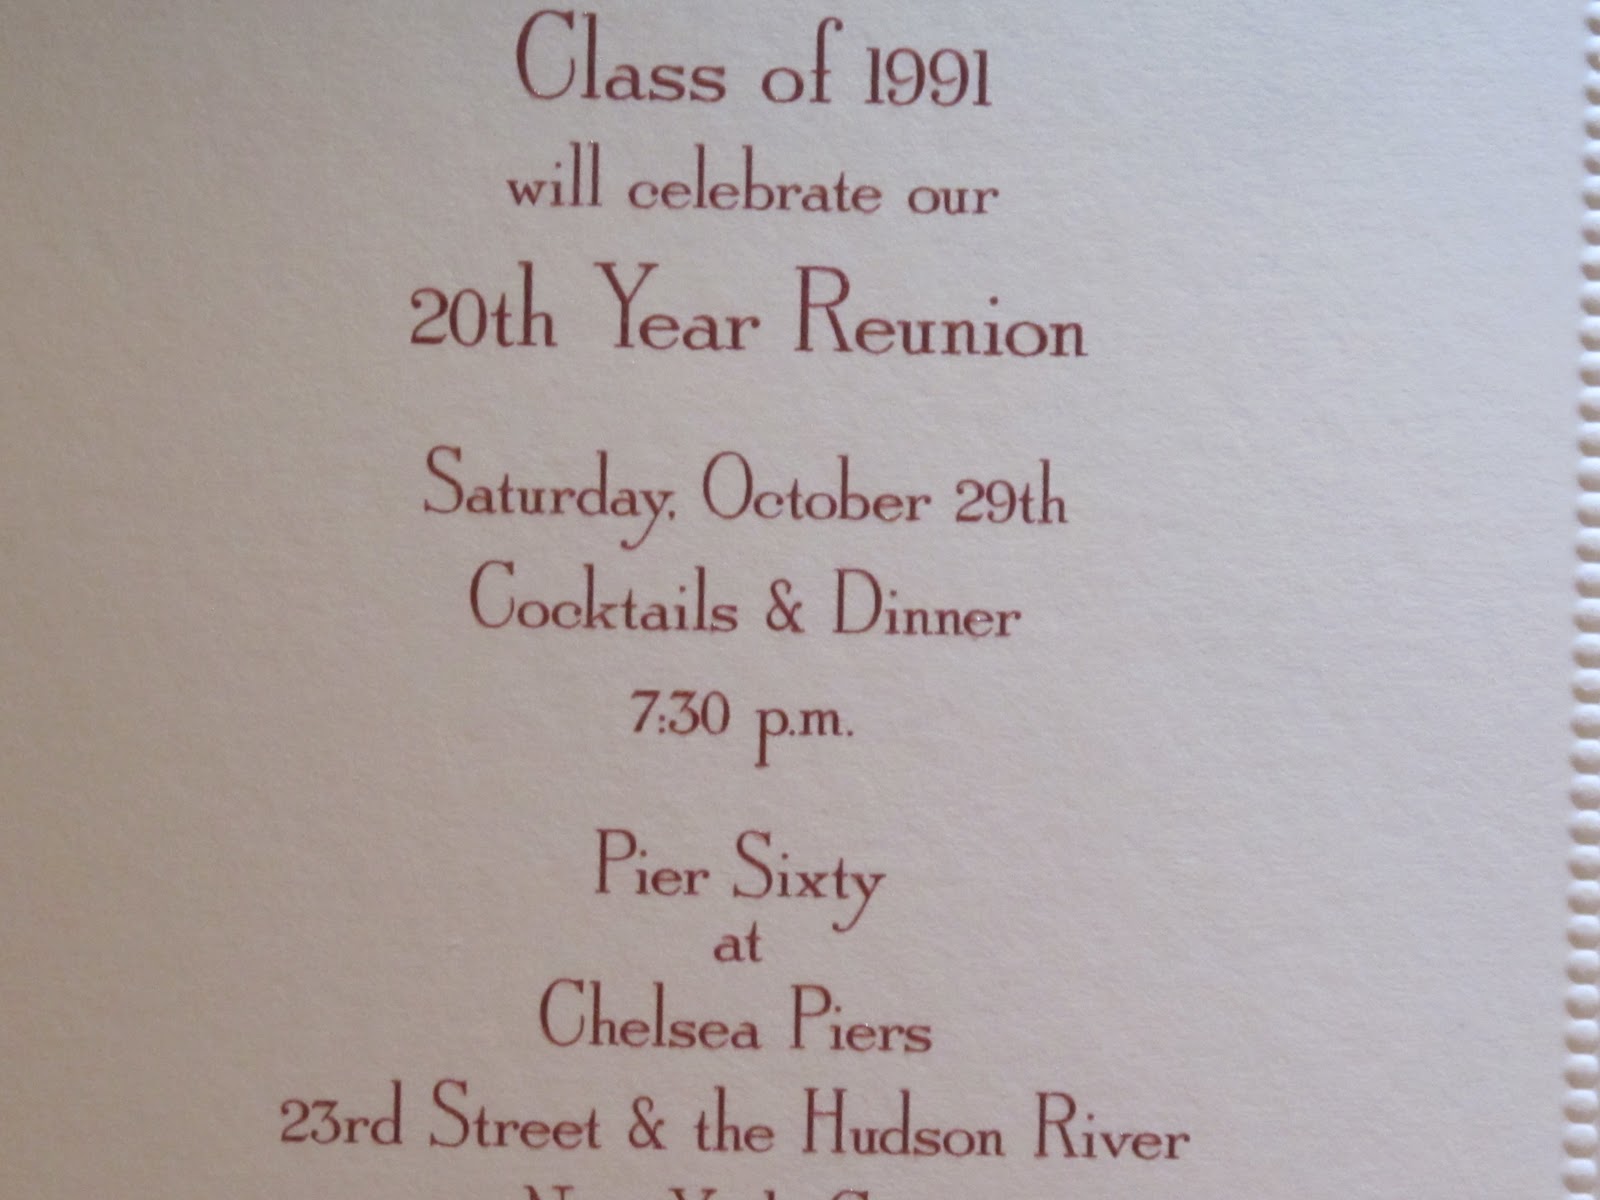 Class of 1991
will celebrate our
20th Year Reunion
Saturday, October 29th
Cocktails & Dinner
7:30 p.m.
Pier Sixty
at
Chelsea Piers
23rd Street & the Hudson River